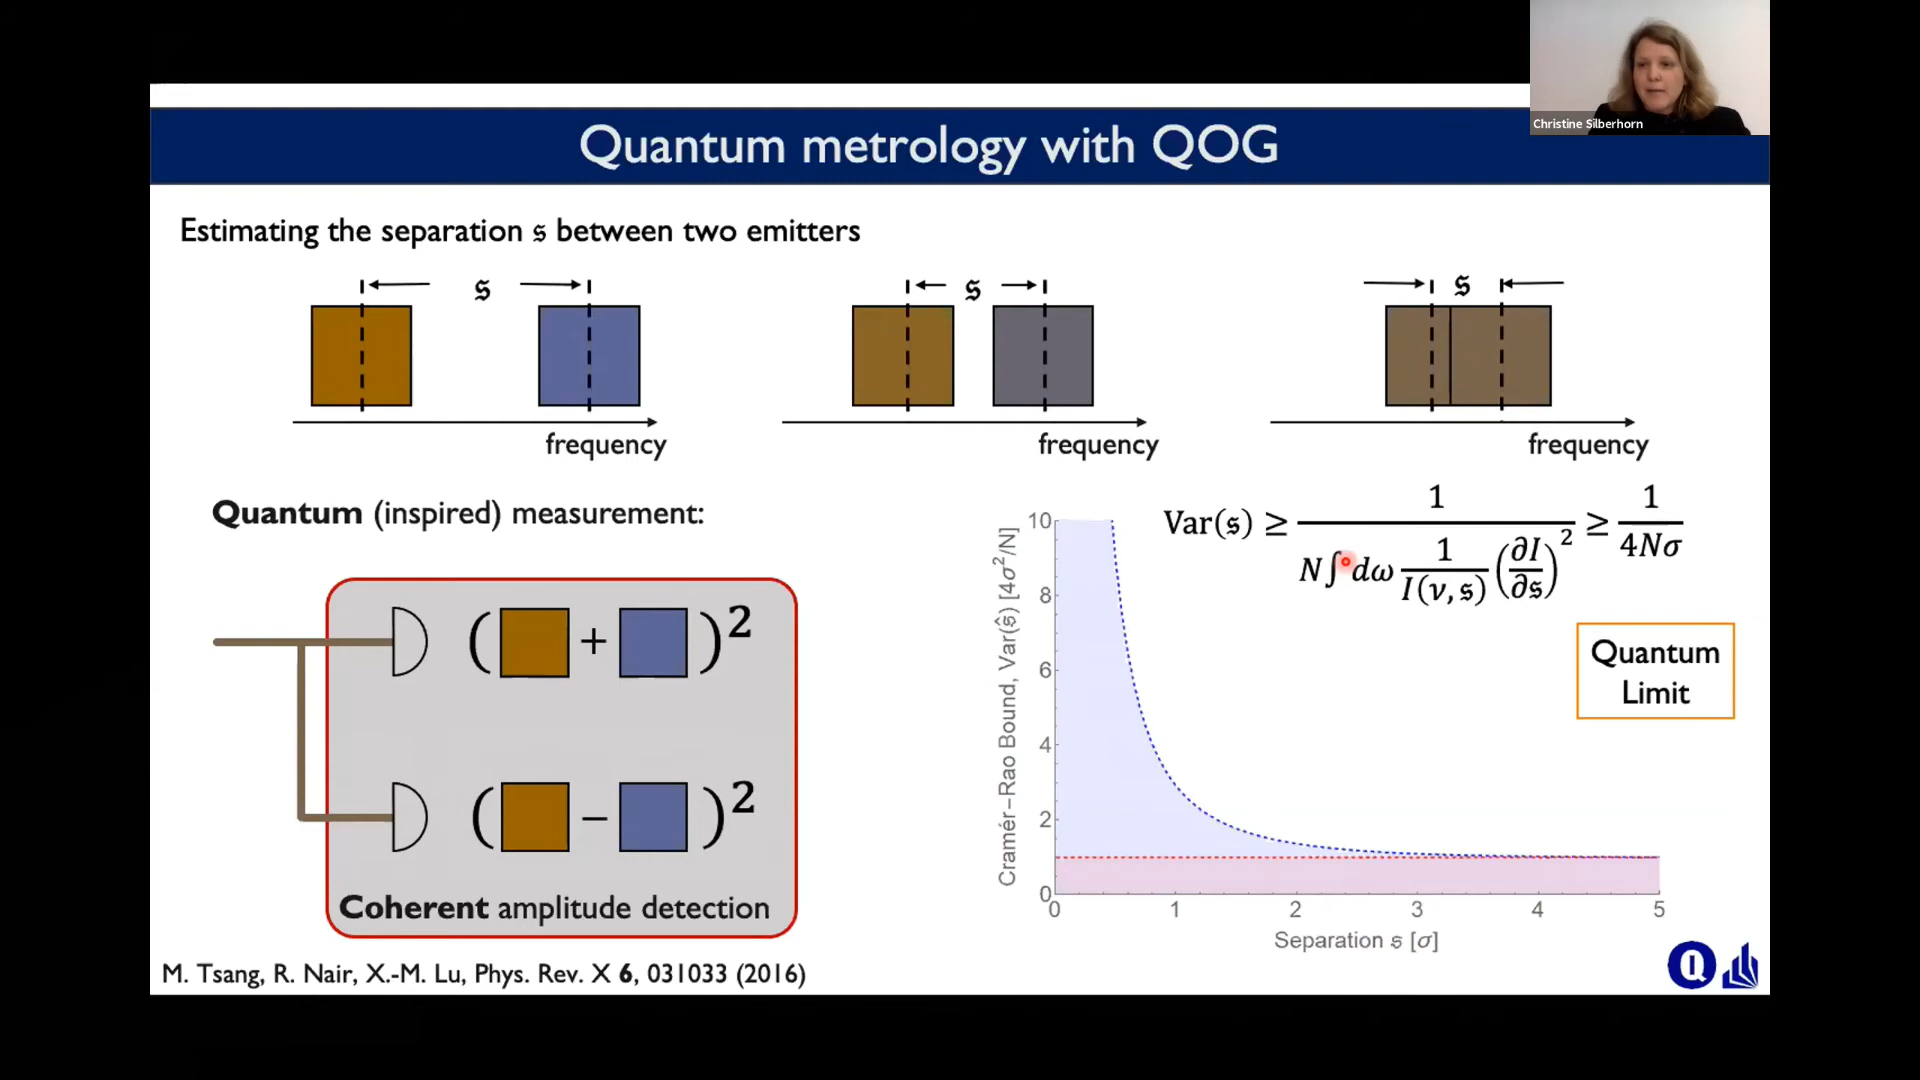 Christine Silberhorn
Quantum metrology with QOG
Estimating the separation 𝔰 between two emitters
𝔰
𝔰
𝔰
frequency
frequency
frequency
Quantum (inspired) measurement:
( + )²
( − )²
Coherent amplitude detection
Var(𝔰) ≥ 1 / (N∫dω 1/I(ν,𝔰) (∂I/∂𝔰)²) ≥ 1/(4Nσ)
Quantum
Limit
Cramér–Rao Bound, Var(𝔰̂) [4σ²/N]
10
8
6
4
2
0
0 1 2 3 4 5
Separation 𝔰 [σ]
M. Tsang, R. Nair, X.-M. Lu, Phys. Rev. X 6, 031033 (2016)
Q